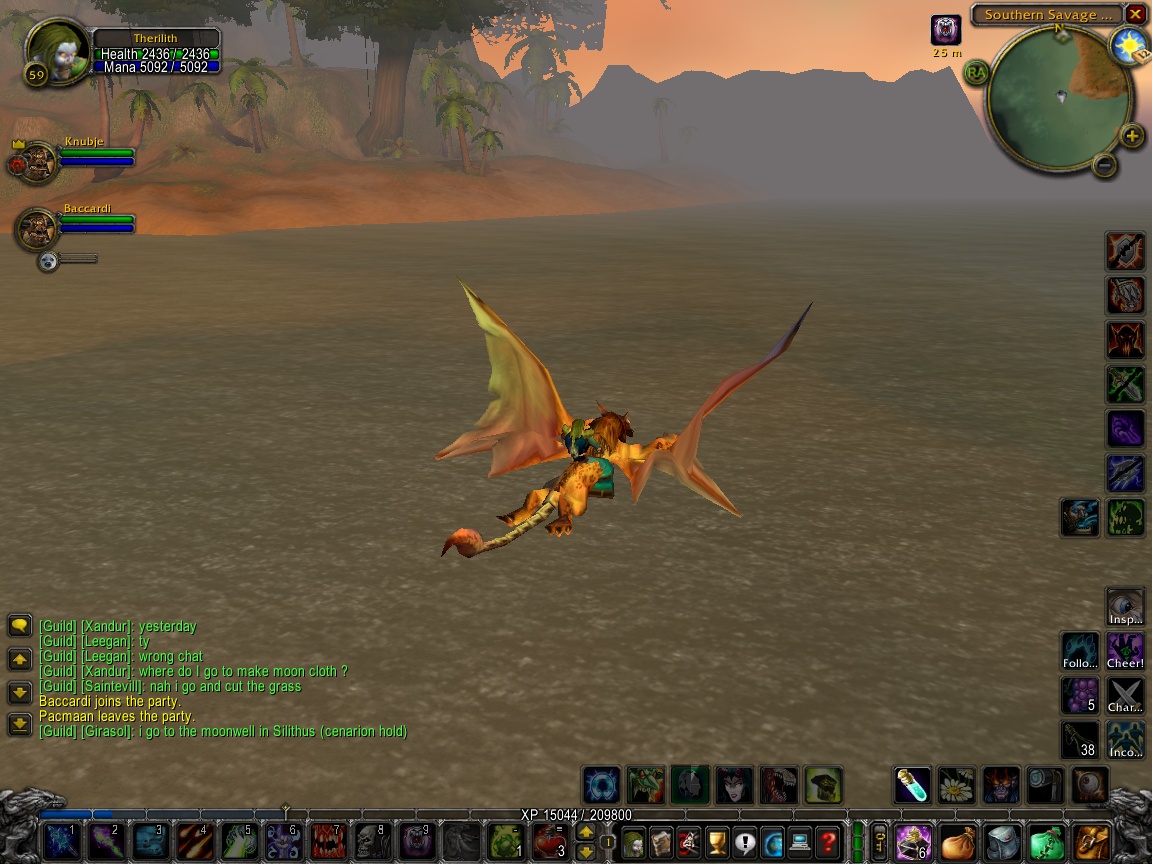 Therilith
Health 2436 / 2436
Mana 5092 / 5092
59
Knubje
Baccardi
25 m
Southern Savage ...
N
RA
12
Insp...
Follo...
Cheer!
5
Char...
38
Inco...
[Guild] [Xandur]: yesterday
[Guild] [Leegan]: ty
[Guild] [Leegan]: wrong chat
[Guild] [Xandur]: where do I go to make moon cloth ?
[Guild] [Saintevill]: nah i go and cut the grass
Baccardi joins the party.
Pacmaan leaves the party.
[Guild] [Girasol]: i go to the moonwell in Silithus (cenarion hold)
XP 15044 / 209800
1 2 3 4 5 6 7 8 9 - =
1 3 1 6